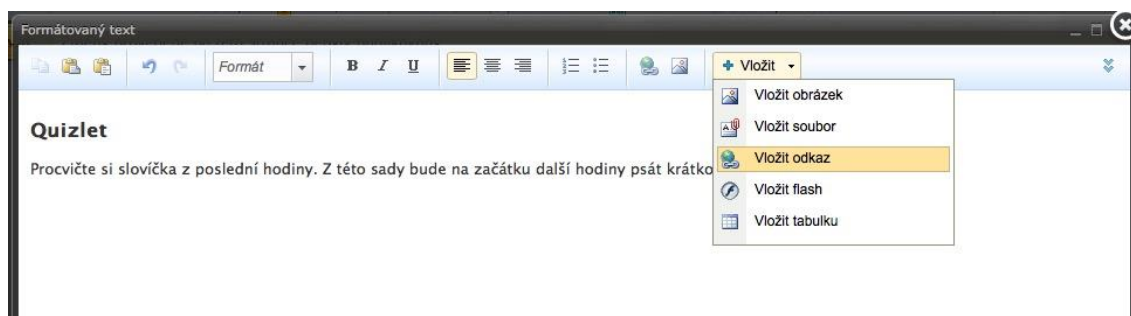 Formátovaný text
Formát
B I U
Vložit
Vložit obrázek
Quizlet
Vložit soubor
Procvičte si slovíčka z poslední hodiny. Z této sady bude na začátku další hodiny psát krátko
Vložit odkaz
Vložit flash
Vložit tabulku